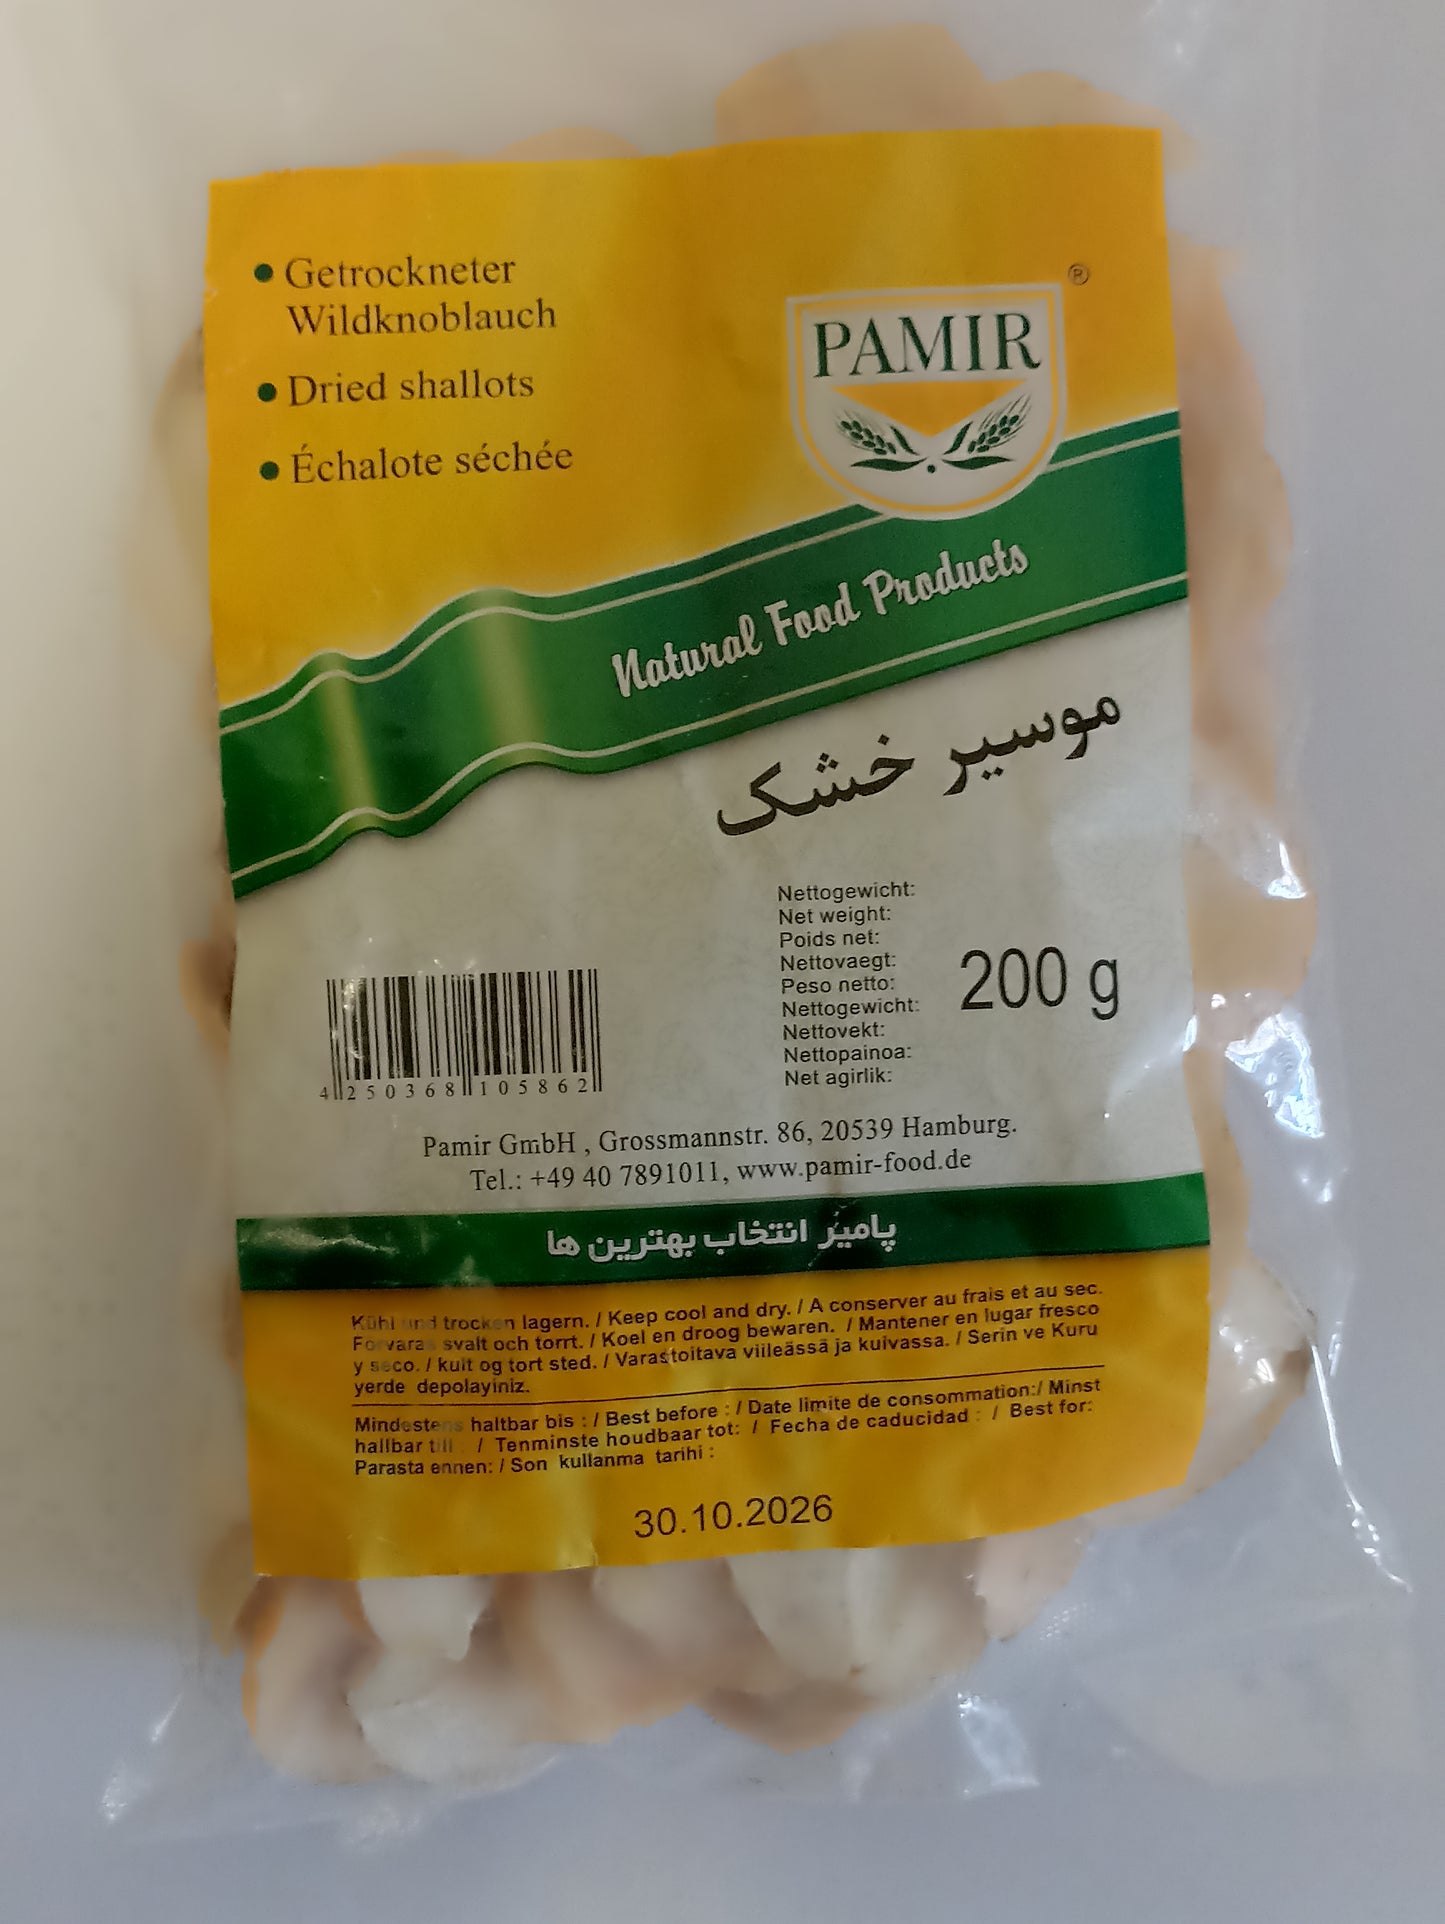 • Getrockneter
Wildknoblauch
• Dried shallots
• Échalote séchée
®
PAMIR
Natural Food Products
موسیر خشک
Nettogewicht:
Net weight:
Poids net:
Nettovaegt:
Peso netto:
Nettogewicht:
Nettovekt:
Nettopainoa:
Net agirlik:
200 g
4 250368 105862
Pamir GmbH , Grossmannstr. 86, 20539 Hamburg.
Tel.: +49 40 7891011, www.pamir-food.de
پامیر انتخاب بهترین ها
Kühl und trocken lagern. / Keep cool and dry. / A conserver au frais et au sec.
Forvaras svalt och torrt. / Koel en droog bewaren. / Mantener en lugar fresco
y seco. / kuit og tort sted. / Varastoitava viileässä ja kuivassa. / Serin ve Kuru
yerde depolayiniz.
Mindestens haltbar bis : / Best before : / Date limite de consommation:/ Minst
hallbar till : / Tenminste houdbaar tot: / Fecha de caducidad : / Best for:
Parasta ennen: / Son kullanma tarihi :
30.10.2026